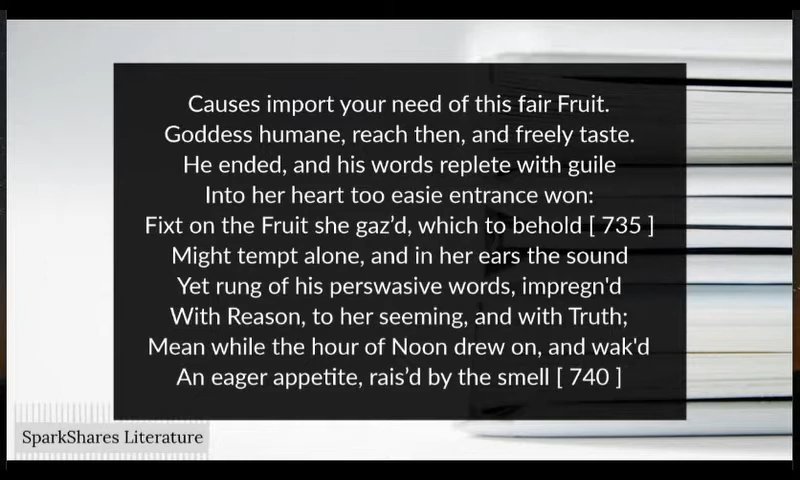 Causes import your need of this fair Fruit.
Goddess humane, reach then, and freely taste.
He ended, and his words replete with guile
Into her heart too easie entrance won:
Fixt on the Fruit she gaz’d, which to behold [ 735 ]
Might tempt alone, and in her ears the sound
Yet rung of his perswasive words, impregn'd
With Reason, to her seeming, and with Truth;
Mean while the hour of Noon drew on, and wak'd
An eager appetite, rais’d by the smell [ 740 ]
SparkShares Literature